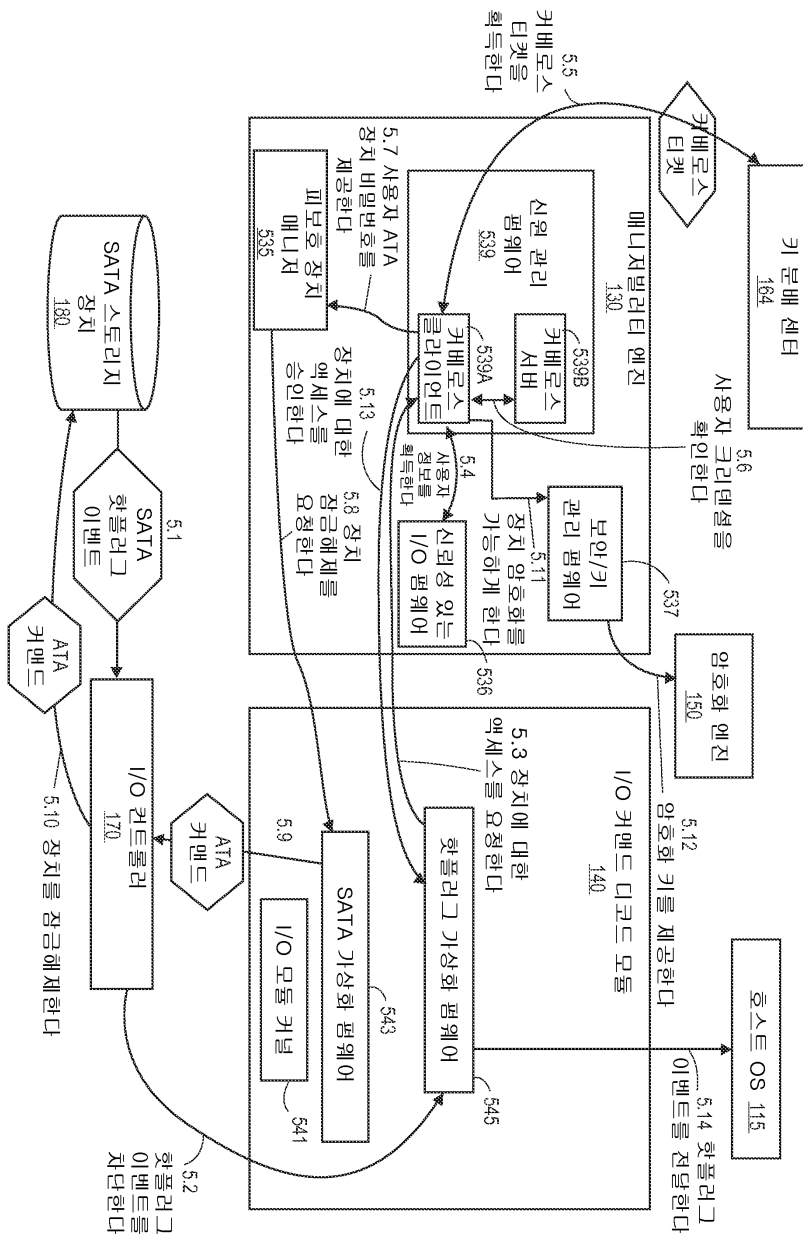 키 분배 센터
164
커베로스
티켓
5.5
커베로스
티켓을
획득한다
5.6
사용자 크리덴셜을
확인한다
암호화 엔진
150
5.12
암호화 키를 제공한다
호스트 OS 115
5.14 핫플러그
이벤트를 전달한다
매니저빌러티 엔진
130
신원 관리
펌웨어
539
커베로스
서버
539B
커베로스
클라이언트
539A
보안/키
관리 펌웨어
537
5.11
장치 암호화를
가능하게 한다
5.4
사용자
정보를
획득한다
신뢰성 있는
I/O 펌웨어
536
5.7 사용자 ATA
장치 비밀번호를
제공한다
피보호 장치
매니저
535
5.13
장치에 대한
액세스를
승인한다
5.8 장치
잠금해제를
요청한다
I/O 커맨드 디코드 모듈
140
5.3 장치에 대한
액세스를 요청한다
핫플러그 가상화 펌웨어
545
SATA 가상화 펌웨어
543
I/O 모듈 커널
541
5.9
ATA
커맨드
SATA 스토리지
장치
180
5.1
SATA
핫플러그
이벤트
ATA
커맨드
I/O 컨트롤러
170
5.10 장치를 잠금해제한다
5.2
핫플러그
이벤트를
차단한다